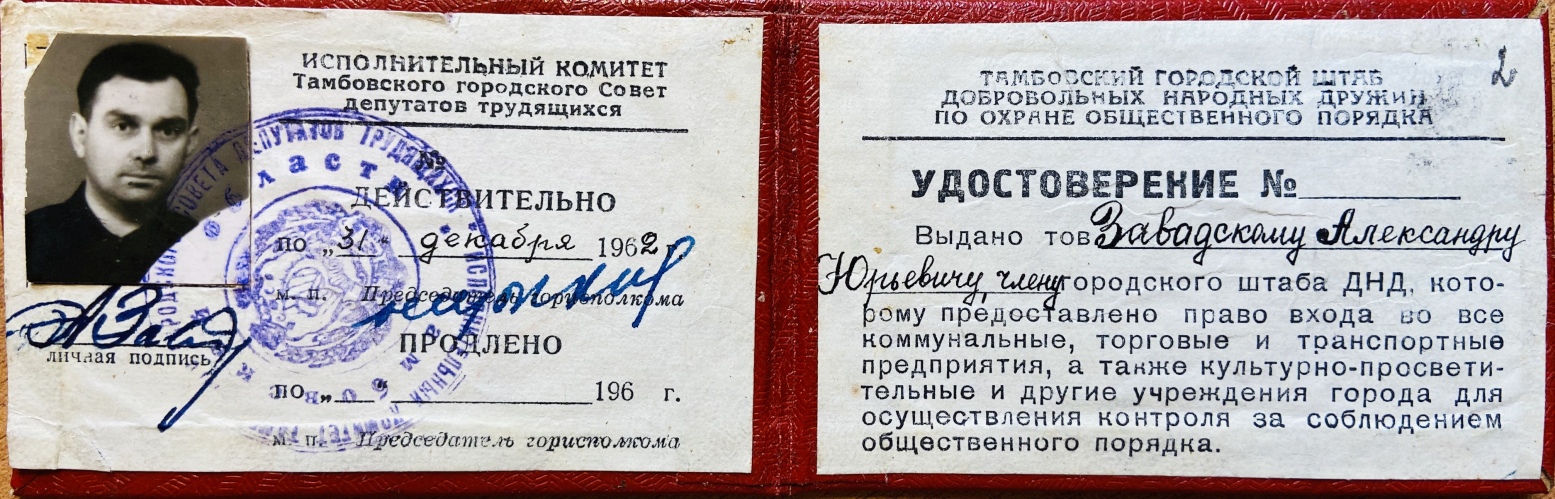 ИСПОЛНИТЕЛЬНЫЙ КОМИТЕТ
Тамбовского городского Совет
депутатов трудящихся
№
ДЕЙСТВИТЕЛЬНО
по „31“ декабря 1962 г.
м. п. Председатель горисполкома
личная подпись
ПРОДЛЕНО
по „ “ 196 г.
м. п. Председатель горисполкома
СОВЕТА ДЕПУТАТОВ ТРУДЯЩИХСЯ
2
ТАМБОВСКИЙ ГОРОДСКОЙ ШТАБ
ДОБРОВОЛЬНЫХ НАРОДНЫХ ДРУЖИН
ПО ОХРАНЕ ОБЩЕСТВЕННОГО ПОРЯДКА
УДОСТОВЕРЕНИЕ №
Выдано тов Завадскому Александру
Юрьевичу члену городского штаба ДНД, кото-
рому предоставлено право входа во все
коммунальные, торговые и транспортные
предприятия, а также культурно-просвети-
тельные и другие учреждения города для
осуществления контроля за соблюдением
общественного порядка.